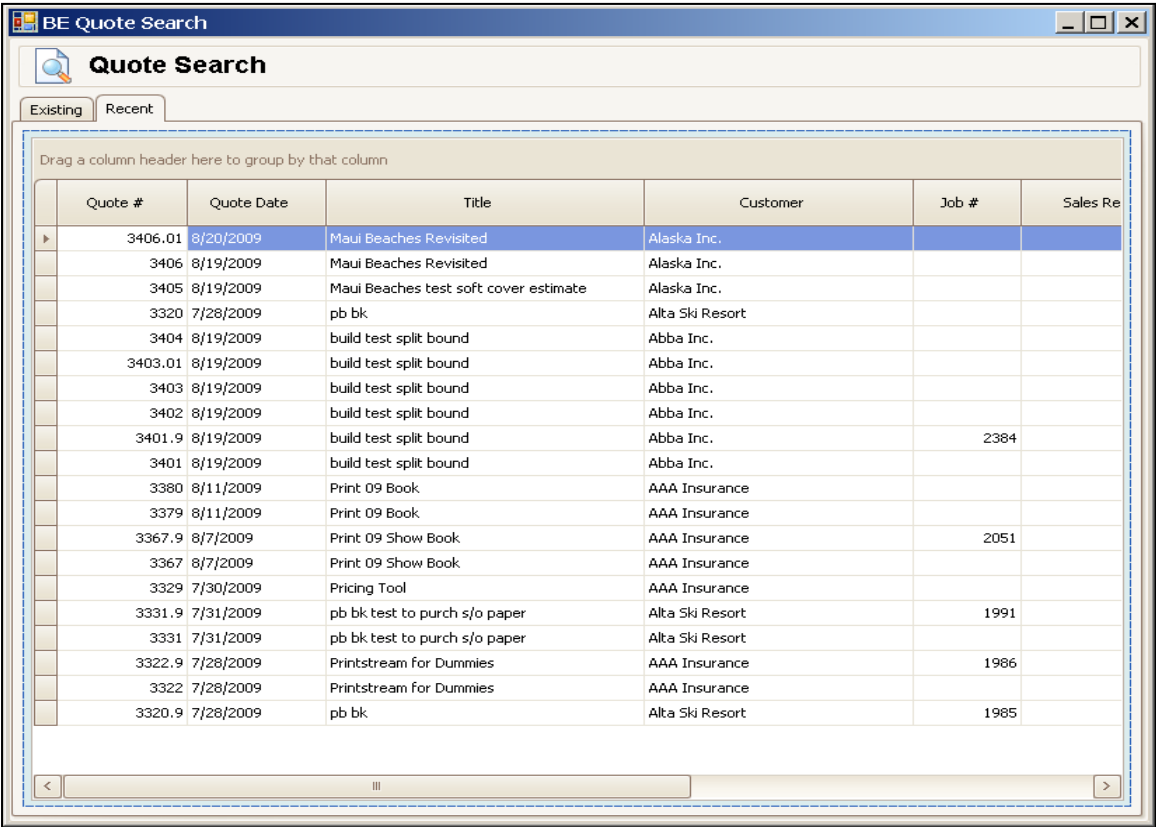 BE Quote Search
Quote Search
Existing Recent
Drag a column header here to group by that column
Quote # Quote Date Title Customer Job # Sales Re
3406.01 8/20/2009 Maui Beaches Revisited Alaska Inc.
3406 8/19/2009 Maui Beaches Revisited Alaska Inc.
3405 8/19/2009 Maui Beaches test soft cover estimate Alaska Inc.
3320 7/28/2009 pb bk Alta Ski Resort
3404 8/19/2009 build test split bound Abba Inc.
3403.01 8/19/2009 build test split bound Abba Inc.
3403 8/19/2009 build test split bound Abba Inc.
3402 8/19/2009 build test split bound Abba Inc.
3401.9 8/19/2009 build test split bound Abba Inc. 2384
3401 8/19/2009 build test split bound Abba Inc.
3380 8/11/2009 Print 09 Book AAA Insurance
3379 8/11/2009 Print 09 Book AAA Insurance
3367.9 8/7/2009 Print 09 Show Book AAA Insurance 2051
3367 8/7/2009 Print 09 Show Book AAA Insurance
3329 7/30/2009 Pricing Tool AAA Insurance
3331.9 7/31/2009 pb bk test to purch s/o paper Alta Ski Resort 1991
3331 7/31/2009 pb bk test to purch s/o paper Alta Ski Resort
3322.9 7/28/2009 Printstream for Dummies AAA Insurance 1986
3322 7/28/2009 Printstream for Dummies AAA Insurance
3320.9 7/28/2009 pb bk Alta Ski Resort 1985